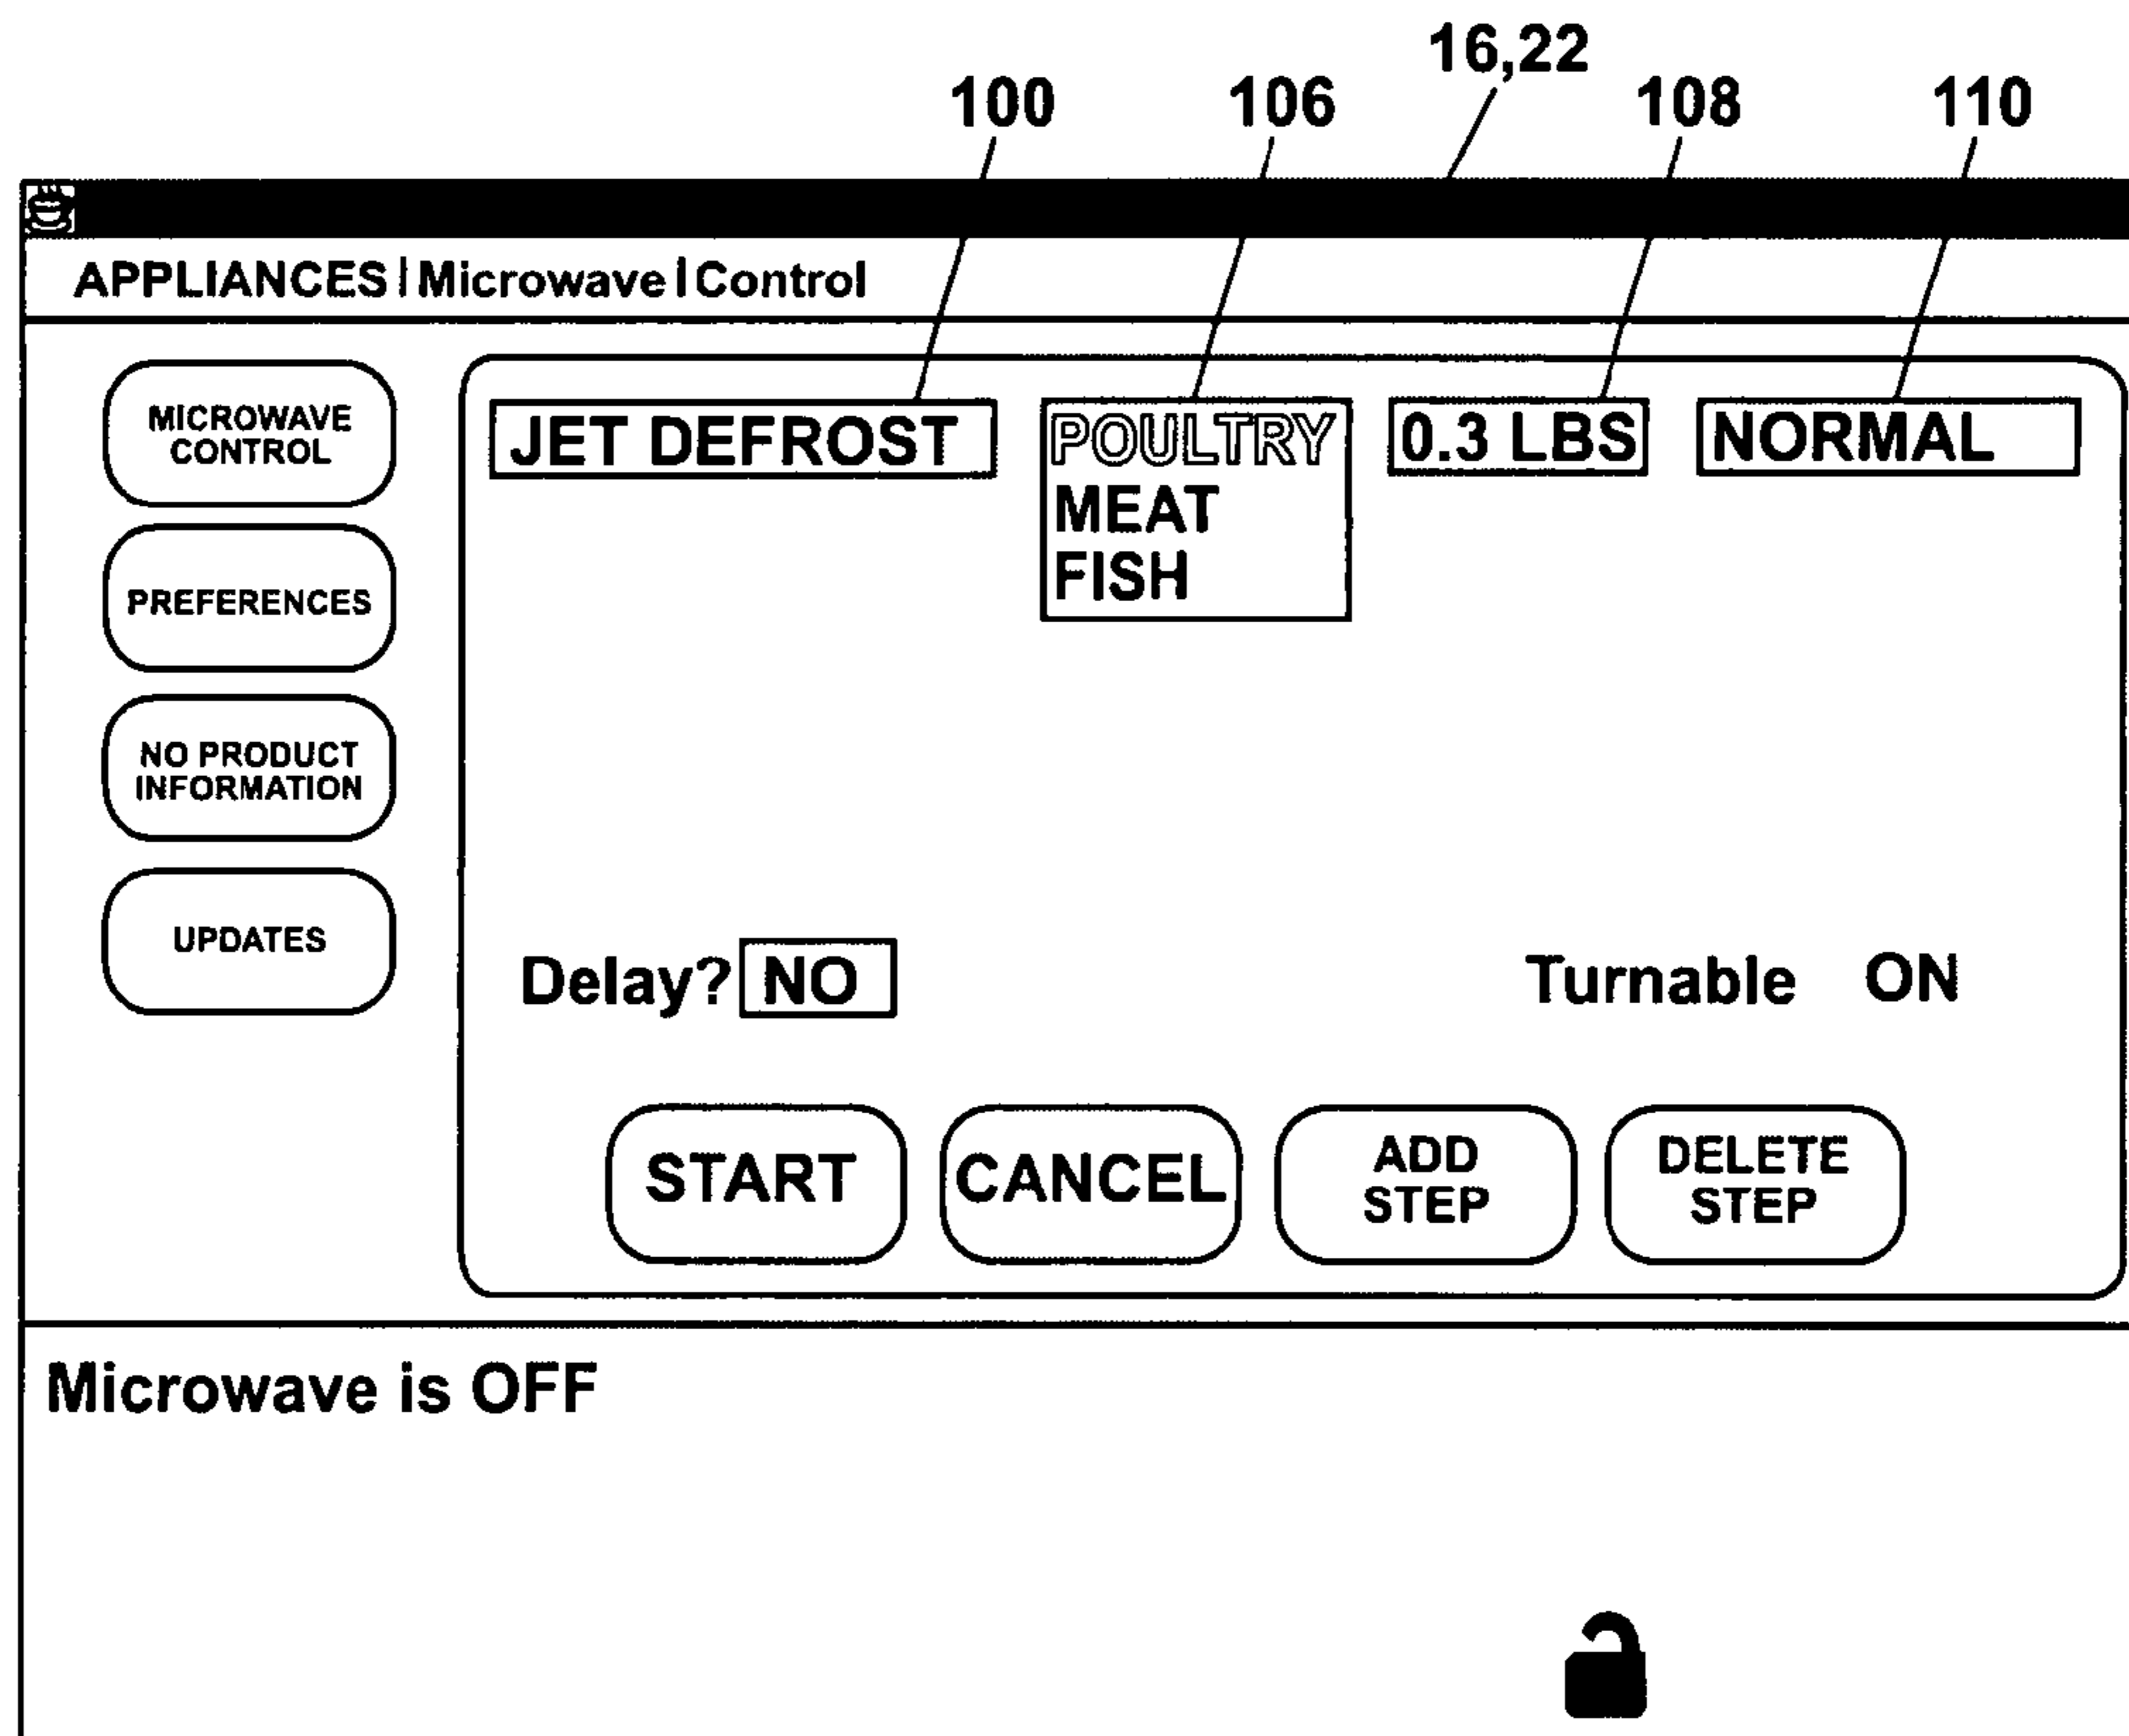 16,22
100 106 108 110
APPLIANCES | Microwave | Control
MICROWAVE
CONTROL
PREFERENCES
NO PRODUCT
INFORMATION
UPDATES
JET DEFROST
POULTRY
MEAT
FISH
0.3 LBS
NORMAL
Delay? NO
Turnable ON
START
CANCEL
ADD
STEP
DELETE
STEP
Microwave is OFF